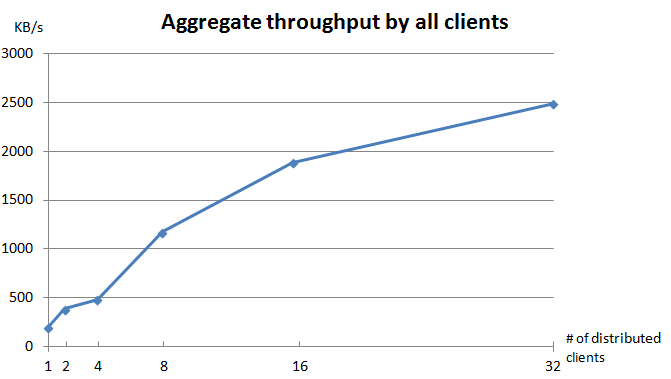 Aggregate throughput by all clients
KB/s
3000
2500
2000
1500
1000
500
0
1 2 4 8 16 32
# of distributed
clients